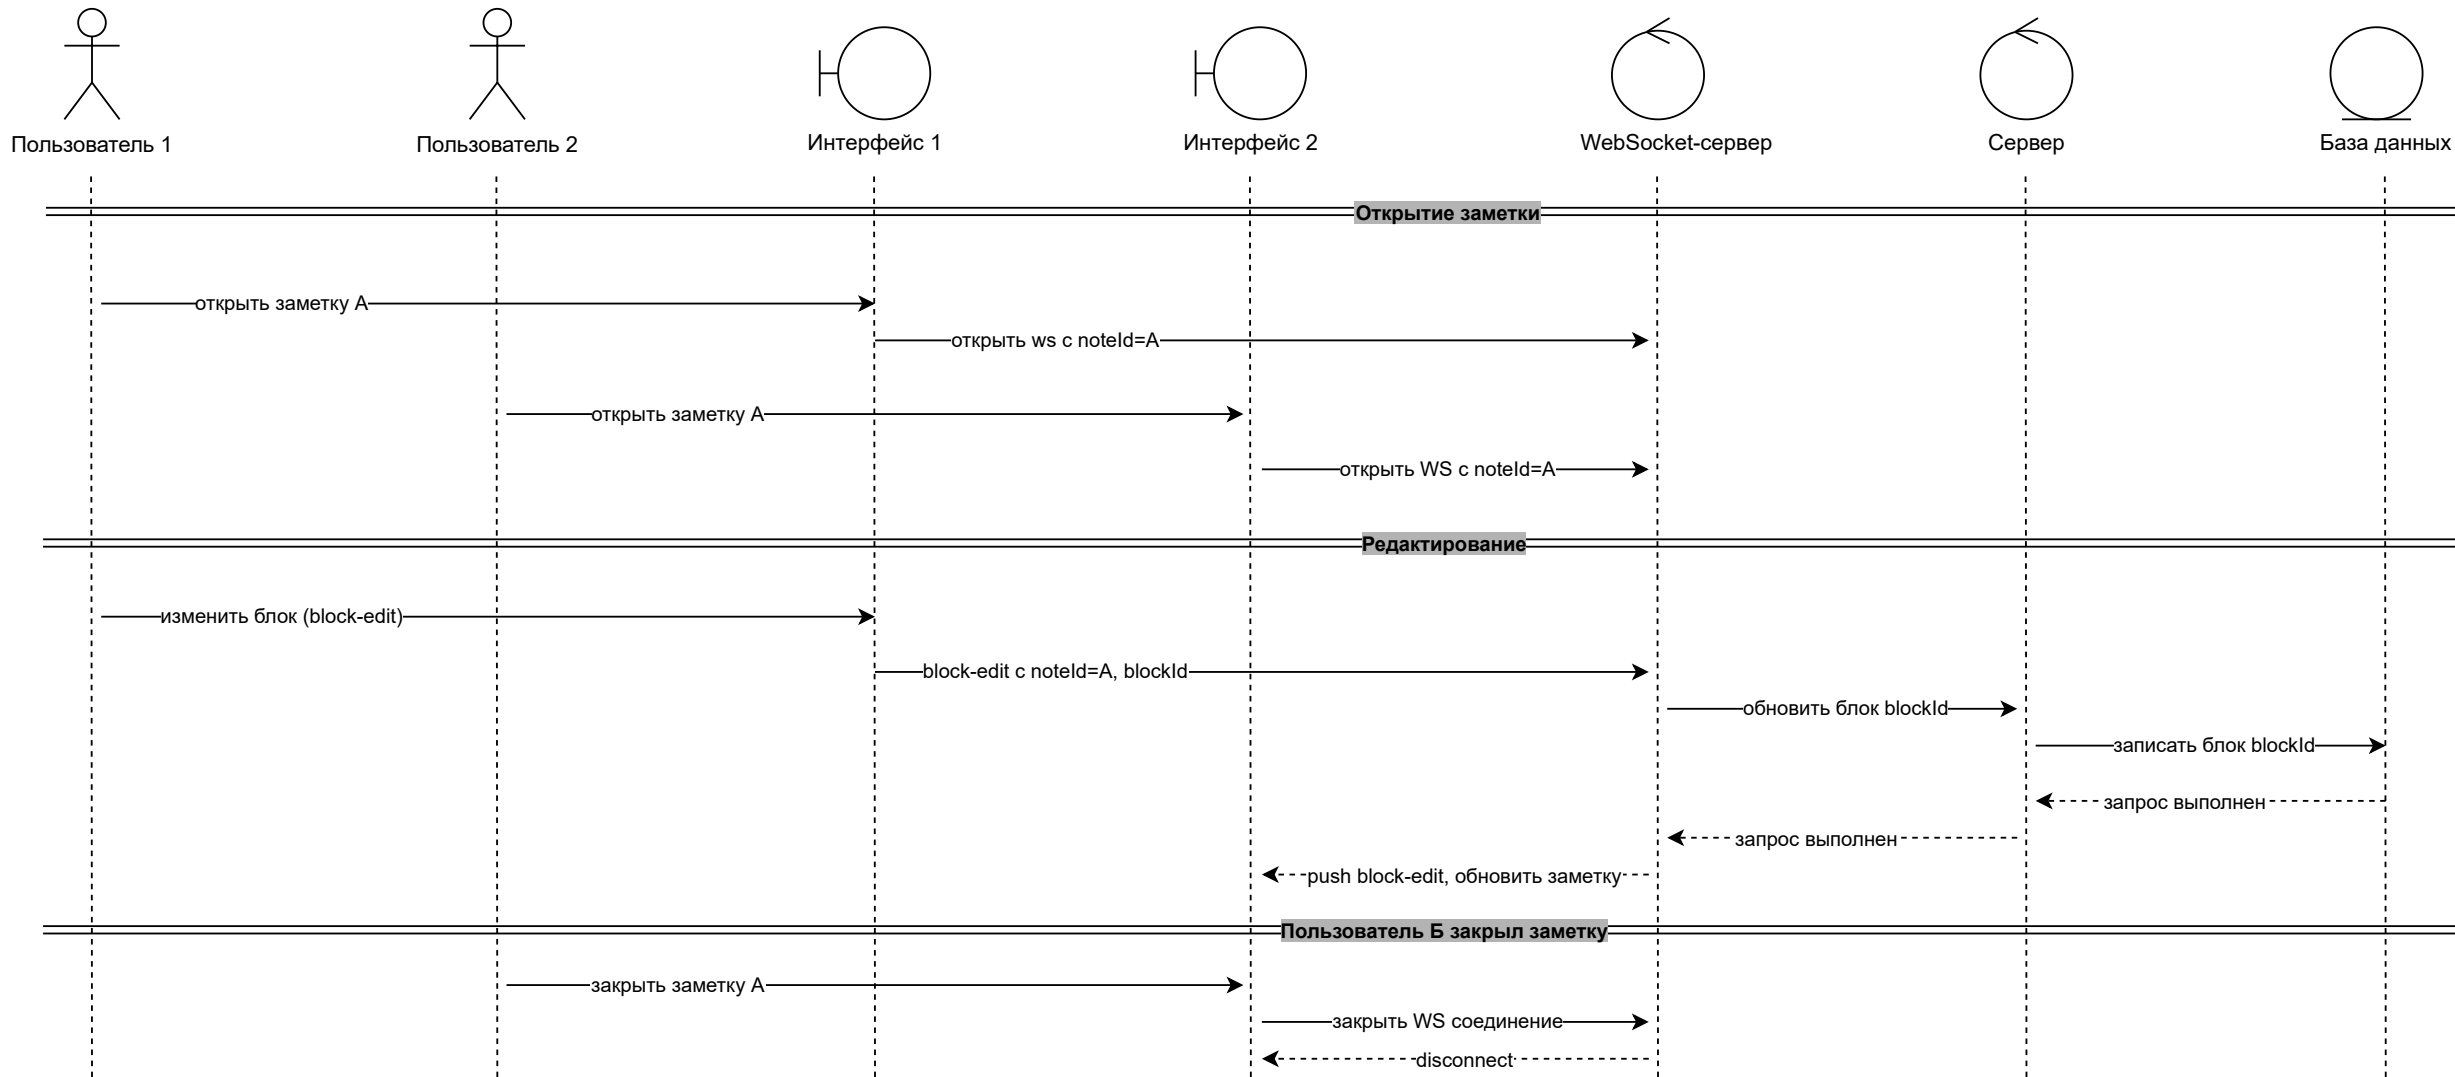 Пользователь 1
Пользователь 2
Интерфейс 1
Интерфейс 2
WebSocket-сервер
Сервер
База данных
Открытие заметки
открыть заметку A
открыть ws с noteId=A
открыть заметку A
открыть WS с noteId=A
Редактирование
изменить блок (block-edit)
block-edit с noteId=A, blockId
обновить блок blockId
записать блок blockId
запрос выполнен
запрос выполнен
push block-edit, обновить заметку
Пользователь Б закрыл заметку
закрыть заметку A
закрыть WS соединение
disconnect